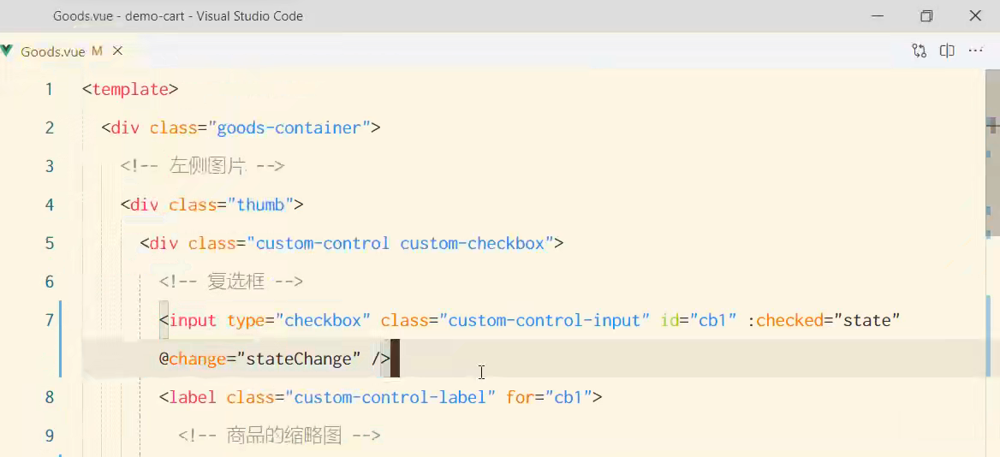 Goods.vue - demo-cart - Visual Studio Code
Goods.vue M
1 <template>
2 <div class="goods-container">
3 <!-- 左侧图片 -->
4 <div class="thumb">
5 <div class="custom-control custom-checkbox">
6 <!-- 复选框 -->
7 <input type="checkbox" class="custom-control-input" id="cb1" :checked="state"
@change="stateChange" />
8 <label class="custom-control-label" for="cb1">
9 <!-- 商品的缩略图 -->